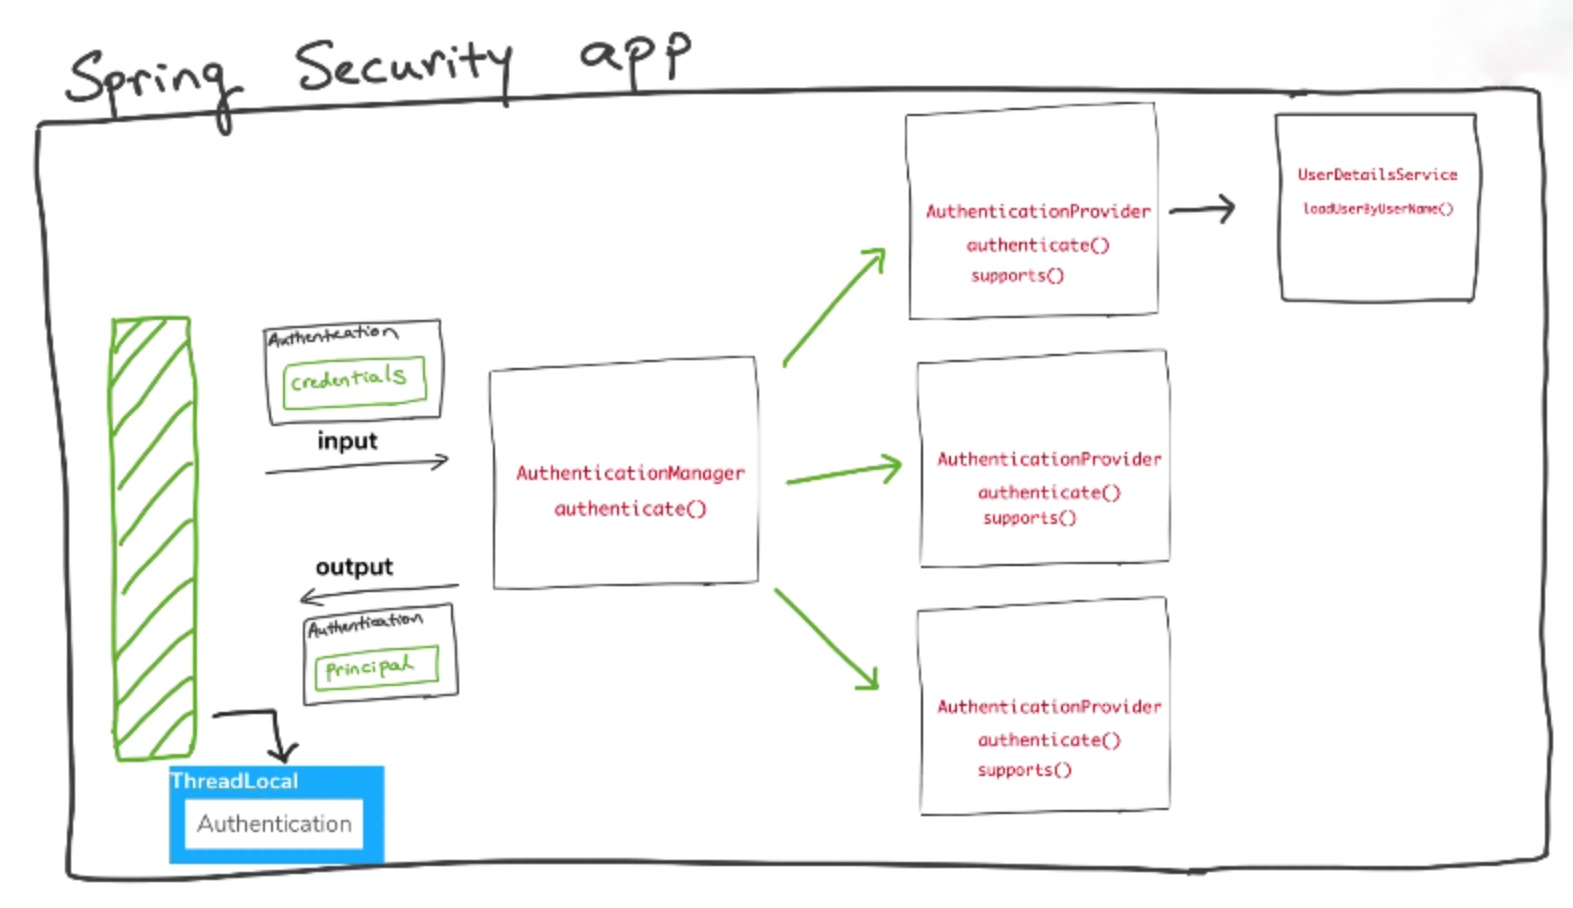 Spring Security app
AuthenticationProvider
authenticate()
supports()
UserDetailsService
loadUserByUserName()
Authentication
credentials
input
AuthenticationManager
authenticate()
AuthenticationProvider
authenticate()
supports()
output
Authentication
Principal
AuthenticationProvider
authenticate()
supports()
ThreadLocal
Authentication